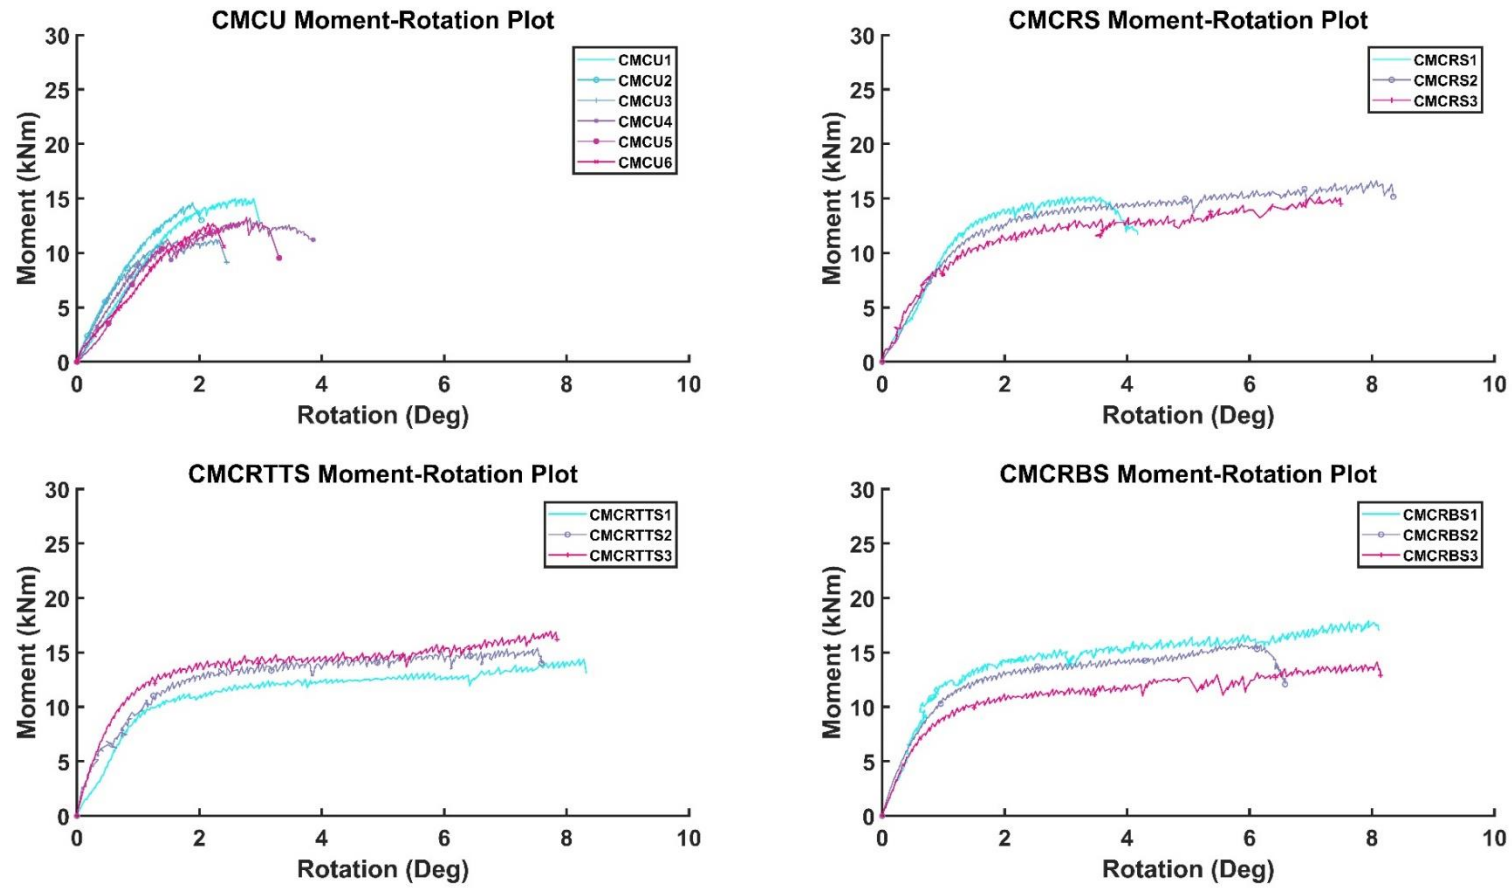 CMCU Moment-Rotation Plot
30
25
20
15
10
5
0
Moment (kNm)
CMCU1
CMCU2
CMCU3
CMCU4
CMCU5
CMCU6
0 2 4 6 8 10
Rotation (Deg)
CMCRS Moment-Rotation Plot
30
25
20
15
10
5
0
Moment (kNm)
CMCRS1
CMCRS2
CMCRS3
0 2 4 6 8 10
Rotation (Deg)
CMCRTTS Moment-Rotation Plot
30
25
20
15
10
5
0
Moment (kNm)
CMCRTTS1
CMCRTTS2
CMCRTTS3
0 2 4 6 8 10
Rotation (Deg)
CMCRBS Moment-Rotation Plot
30
25
20
15
10
5
0
Moment (kNm)
CMCRBS1
CMCRBS2
CMCRBS3
0 2 4 6 8 10
Rotation (Deg)